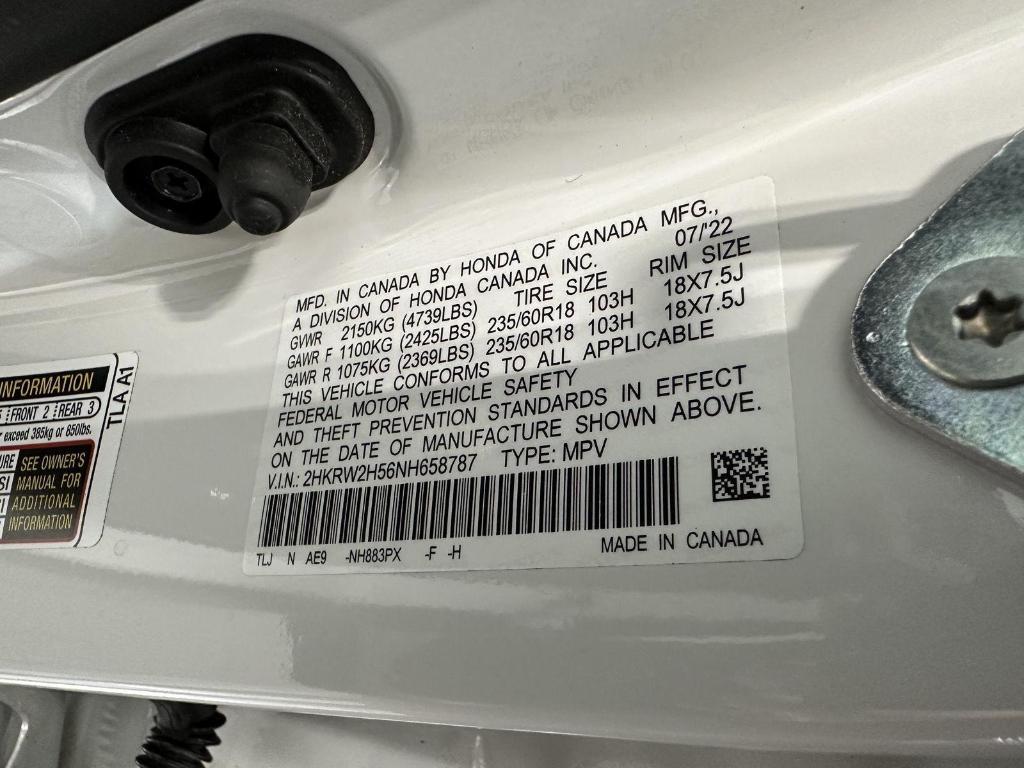 MFD. IN CANADA BY HONDA OF CANADA MFG.,
A DIVISION OF HONDA CANADA INC. 07/'22
GVWR 2150KG (4739LBS) TIRE SIZE RIM SIZE
GAWR F 1100KG (2425LBS) 235/60R18 103H 18X7.5J
GAWR R 1075KG (2369LBS) 235/60R18 103H 18X7.5J
THIS VEHICLE CONFORMS TO ALL APPLICABLE
FEDERAL MOTOR VEHICLE SAFETY
AND THEFT PREVENTION STANDARDS IN EFFECT
ON THE DATE OF MANUFACTURE SHOWN ABOVE.
V.I.N.: 2HKRW2H56NH658787 TYPE: MPV
TLJ N AE9 -NH883PX -F -H MADE IN CANADA
INFORMATION
FRONT 2 REAR 3
exceed 385kg or 850lbs.
SEE OWNER'S
MANUAL FOR
ADDITIONAL
INFORMATION
TLA A1